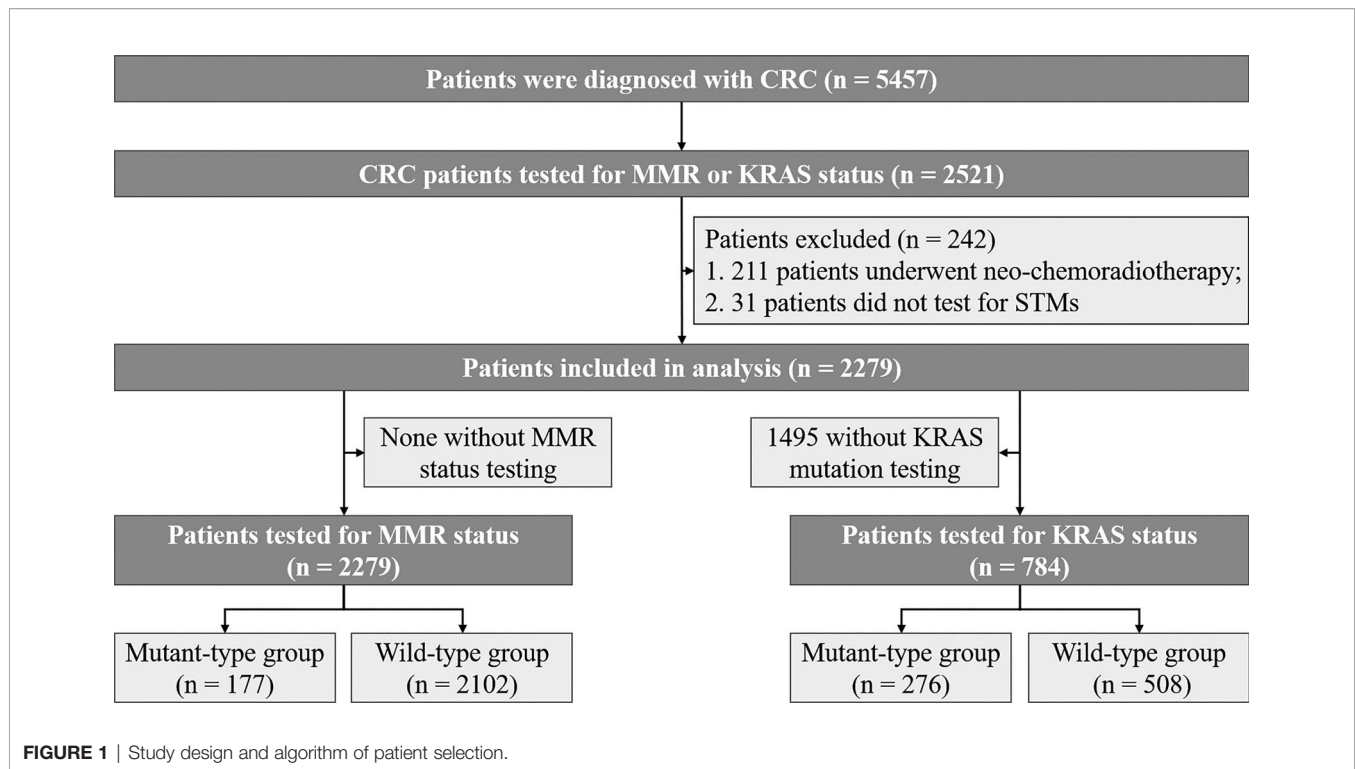 Patients were diagnosed with CRC (n = 5457)
CRC patients tested for MMR or KRAS status (n = 2521)
Patients excluded (n = 242)
1. 211 patients underwent neo-chemoradiotherapy;
2. 31 patients did not test for STMs
Patients included in analysis (n = 2279)
None without MMR
status testing
1495 without KRAS
mutation testing
Patients tested for MMR status
(n = 2279)
Patients tested for KRAS status
(n = 784)
Mutant-type group
(n = 177)
Wild-type group
(n = 2102)
Mutant-type group
(n = 276)
Wild-type group
(n = 508)
FIGURE 1 | Study design and algorithm of patient selection.